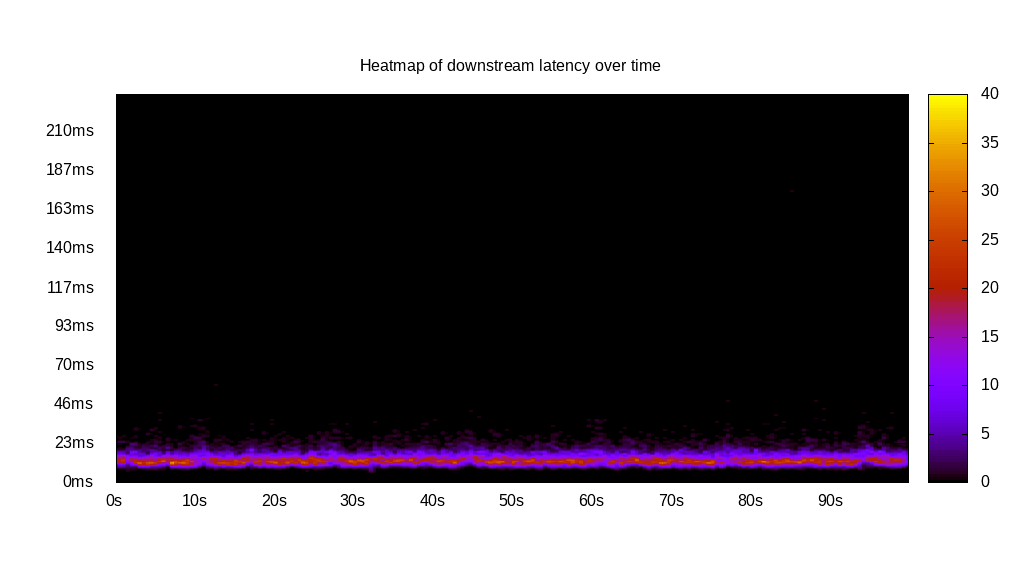 Heatmap of downstream latency over time
210ms
187ms
163ms
140ms
117ms
93ms
70ms
46ms
23ms
0ms
0s 10s 20s 30s 40s 50s 60s 70s 80s 90s
40
35
30
25
20
15
10
5
0